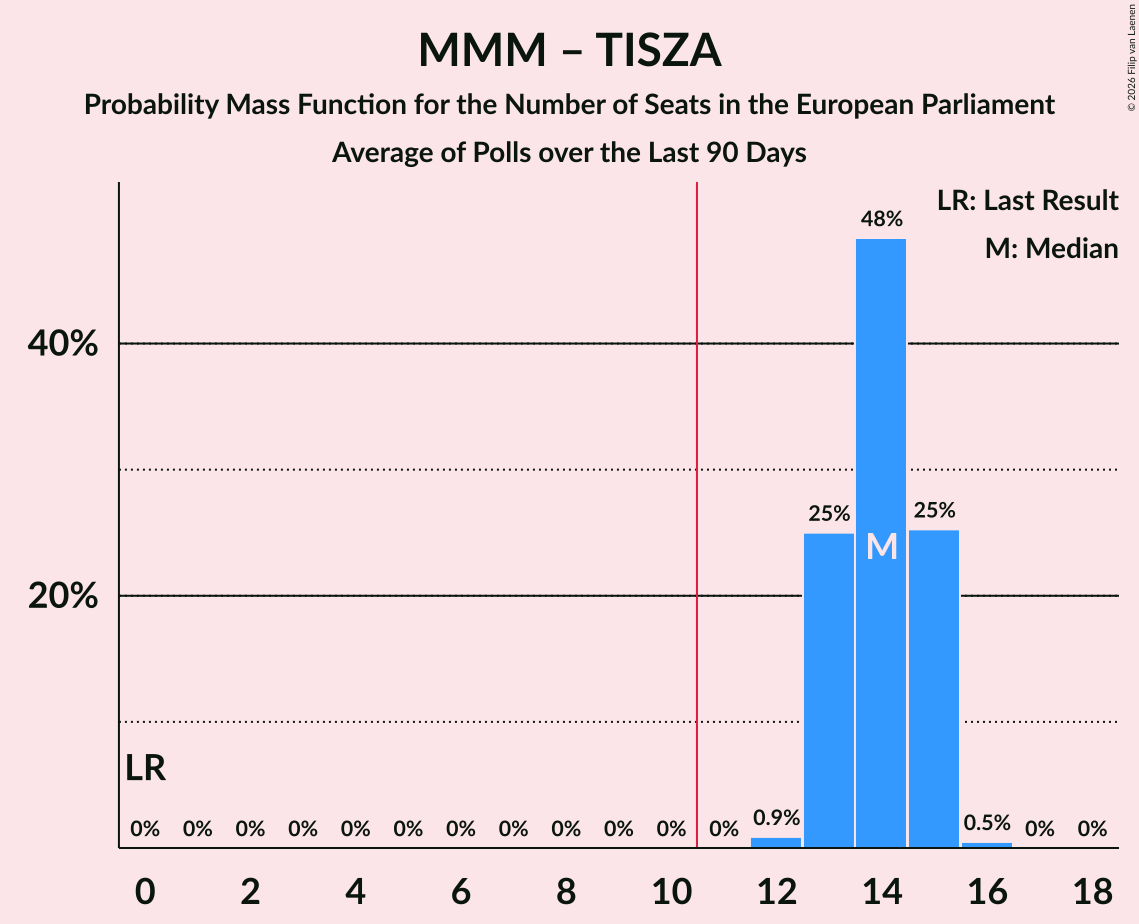 MMM – TISZA
Probability Mass Function for the Number of Seats in the European Parliament
Average of Polls over the Last 90 Days
© 2026 Filip van Laenen
LR: Last Result
M: Median
48%
40%
25%
25%
M
20%
LR
0% 0% 0% 0% 0% 0% 0% 0% 0% 0% 0% 0% 0.9% 0.5% 0% 0%
0 2 4 6 8 10 12 14 16 18